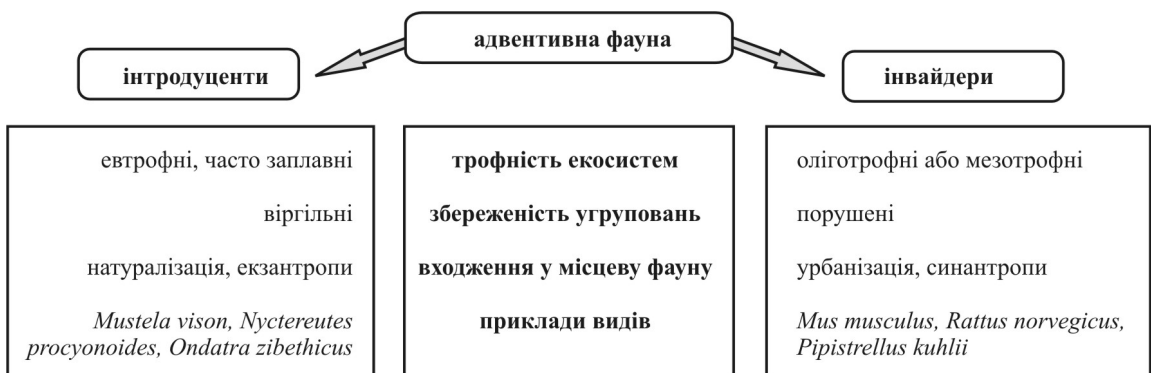 адвентивна фауна
інтродуценти
інвайдери
евтрофні, часто заплавні
віргільні
натуралізація, екзантропи
Mustela vison, Nyctereutes
procyonoides, Ondatra zibethicus
трофність екосистем
збереженість угруповань
входження у місцеву фауну
приклади видів
оліготрофні або мезотрофні
порушені
урбанізація, синантропи
Mus musculus, Rattus norvegicus,
Pipistrellus kuhlii